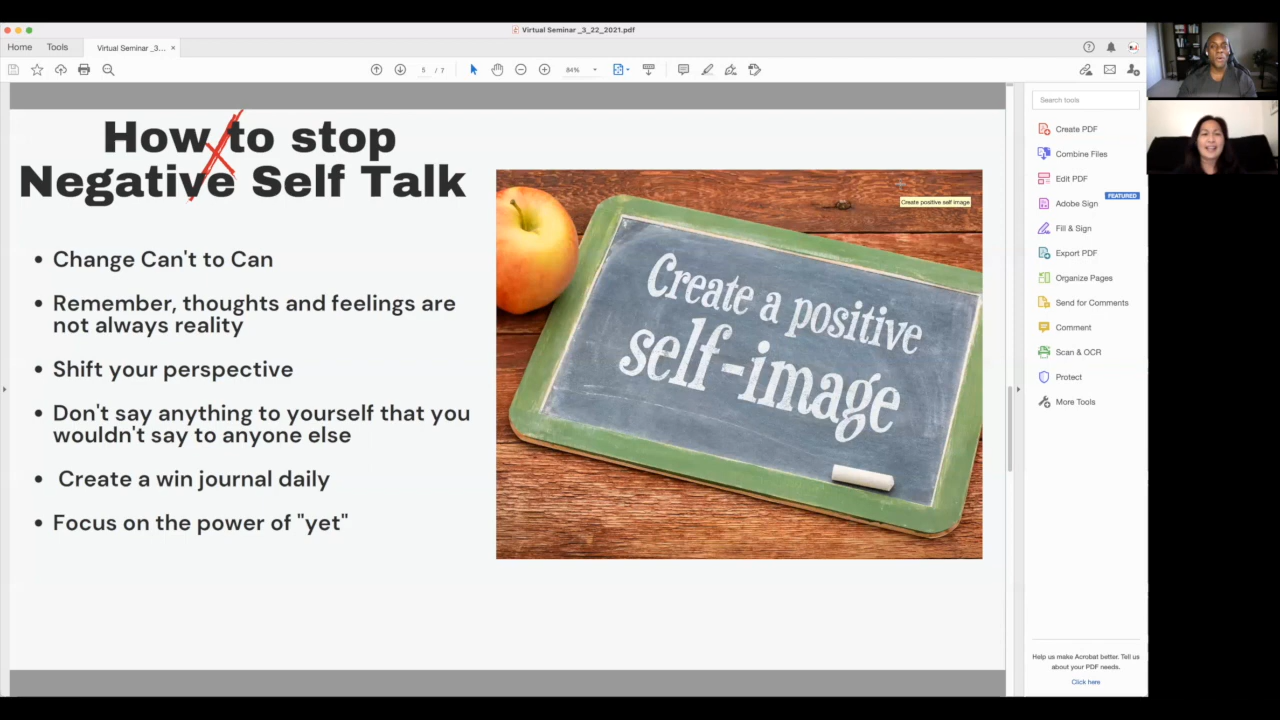 Virtual Seminar _3_22_2021.pdf
Home
Tools
Virtual Seminar _3... ×
5 / 7
84%
How to stop
Negative Self Talk
• Change Can't to Can
• Remember, thoughts and feelings are
not always reality
• Shift your perspective
• Don't say anything to yourself that you
wouldn't say to anyone else
• Create a win journal daily
• Focus on the power of "yet"
Create positive self image
Create a positive
self-image
Search tools
Create PDF
Combine Files
Edit PDF
FEATURED
Adobe Sign
Fill & Sign
Export PDF
Organize Pages
Send for Comments
Comment
Scan & OCR
Protect
More Tools
Help us make Acrobat better. Tell us
about your PDF needs.
Click here